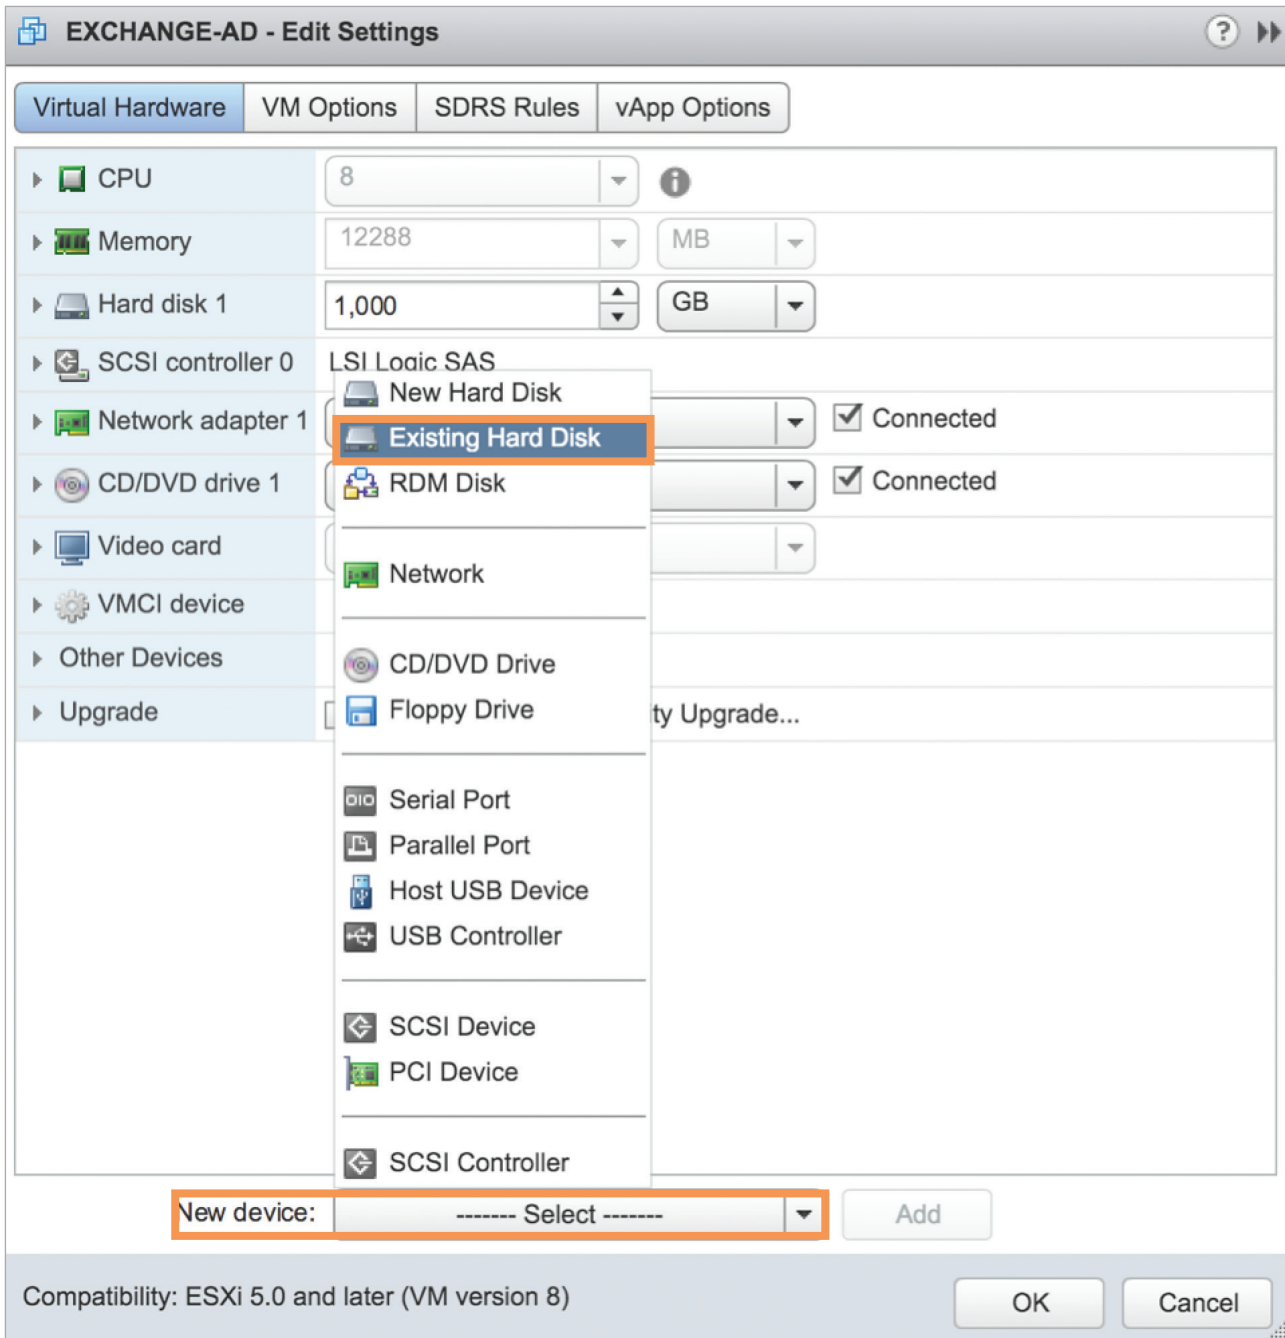 EXCHANGE-AD - Edit Settings
?
Virtual Hardware VM Options SDRS Rules vApp Options
CPU 8
Memory 12288 MB
Hard disk 1 1,000 GB
SCSI controller 0 LSI Logic SAS
New Hard Disk
Network adapter 1 Connected
Existing Hard Disk
CD/DVD drive 1 Connected
RDM Disk
Video card
Network
VMCI device
Other Devices
CD/DVD Drive
Upgrade ty Upgrade...
Floppy Drive
Serial Port
Parallel Port
Host USB Device
USB Controller
SCSI Device
PCI Device
SCSI Controller
New device: ------- Select ------- Add
Compatibility: ESXi 5.0 and later (VM version 8) OK Cancel